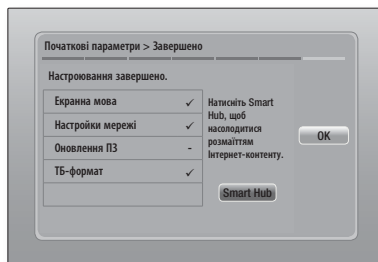 Початкові параметри > Завершено
Настроювання завершено.
Екранна мова ✓
Настройки мережі ✓
Оновлення ПЗ -
ТБ-формат ✓
Натисніть Smart
Hub, щоб
насолодитися
розмаїттям
Інтернет-контенту.
Smart Hub
OK